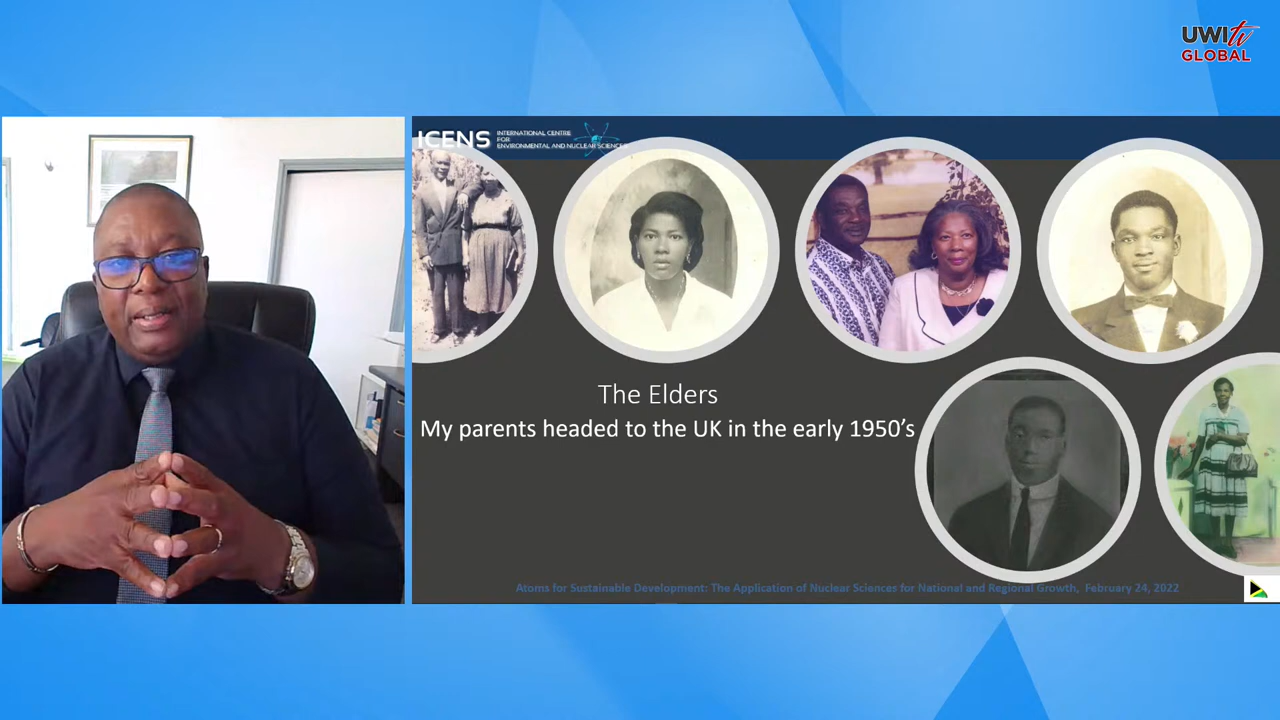 UWItv
GLOBAL
ICENS
INTERNATIONAL CENTRE
FOR
ENVIRONMENTAL AND NUCLEAR SCIENCES
The Elders
My parents headed to the UK in the early 1950’s
Atoms for Sustainable Development: The Application of Nuclear Sciences for National and Regional Growth, February 24, 2022